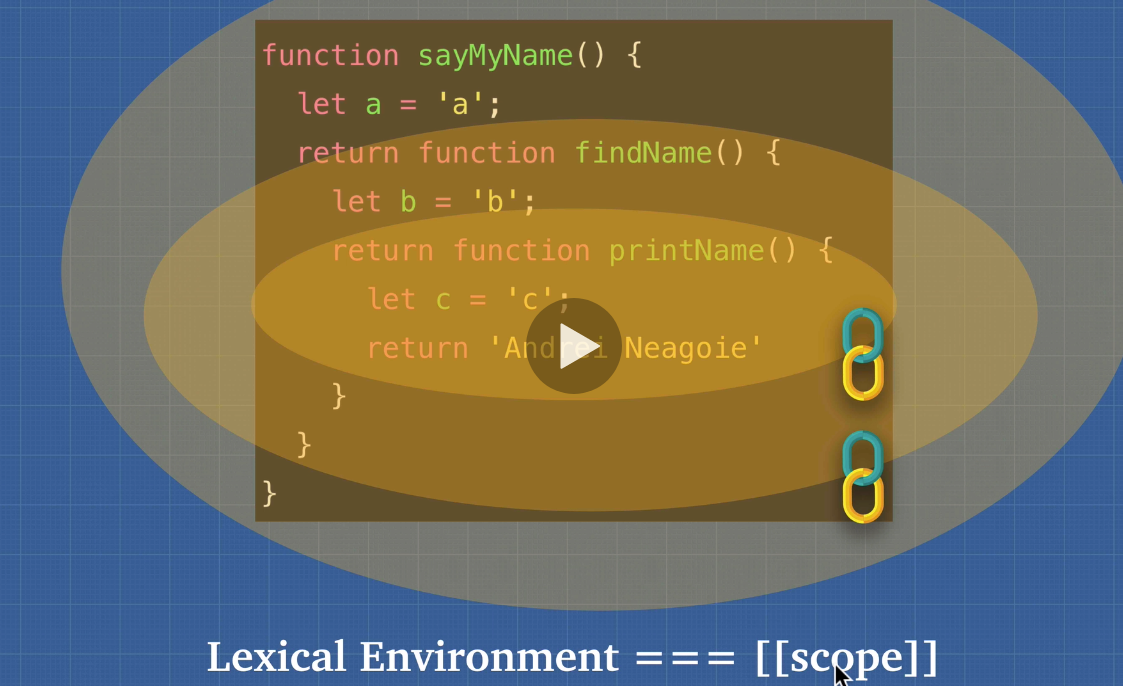 function sayMyName() {
let a = 'a';
return function findName() {
let b = 'b';
return function printName() {
let c = 'c';
return 'Andrei Neagoie'
}
}
}
Lexical Environment === [[scope]]